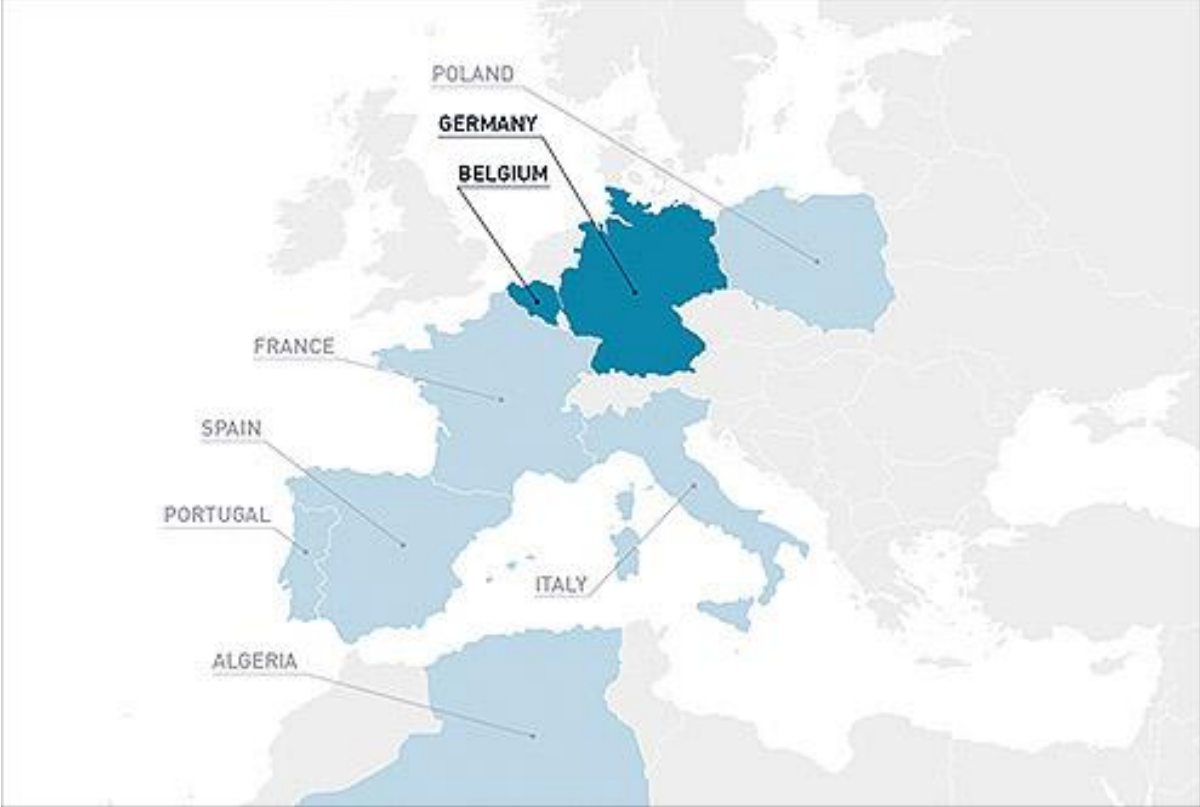 POLAND
GERMANY
BELGIUM
FRANCE
SPAIN
PORTUGAL
ITALY
ALGERIA